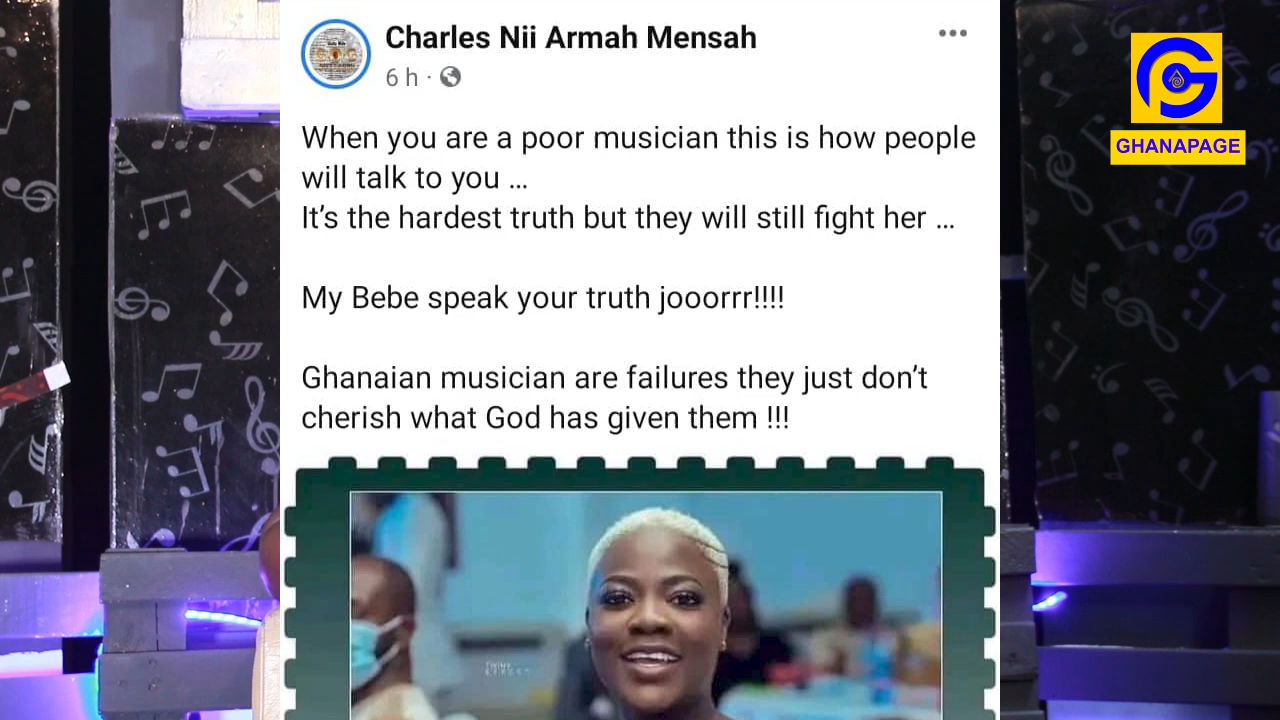 Charles Nii Armah Mensah
6 h ·
When you are a poor musician this is how people
will talk to you …
It’s the hardest truth but they will still fight her …
My Bebe speak your truth jooorrr!!!!
Ghanaian musician are failures they just don’t
cherish what God has given them !!!
GHANAPAGE